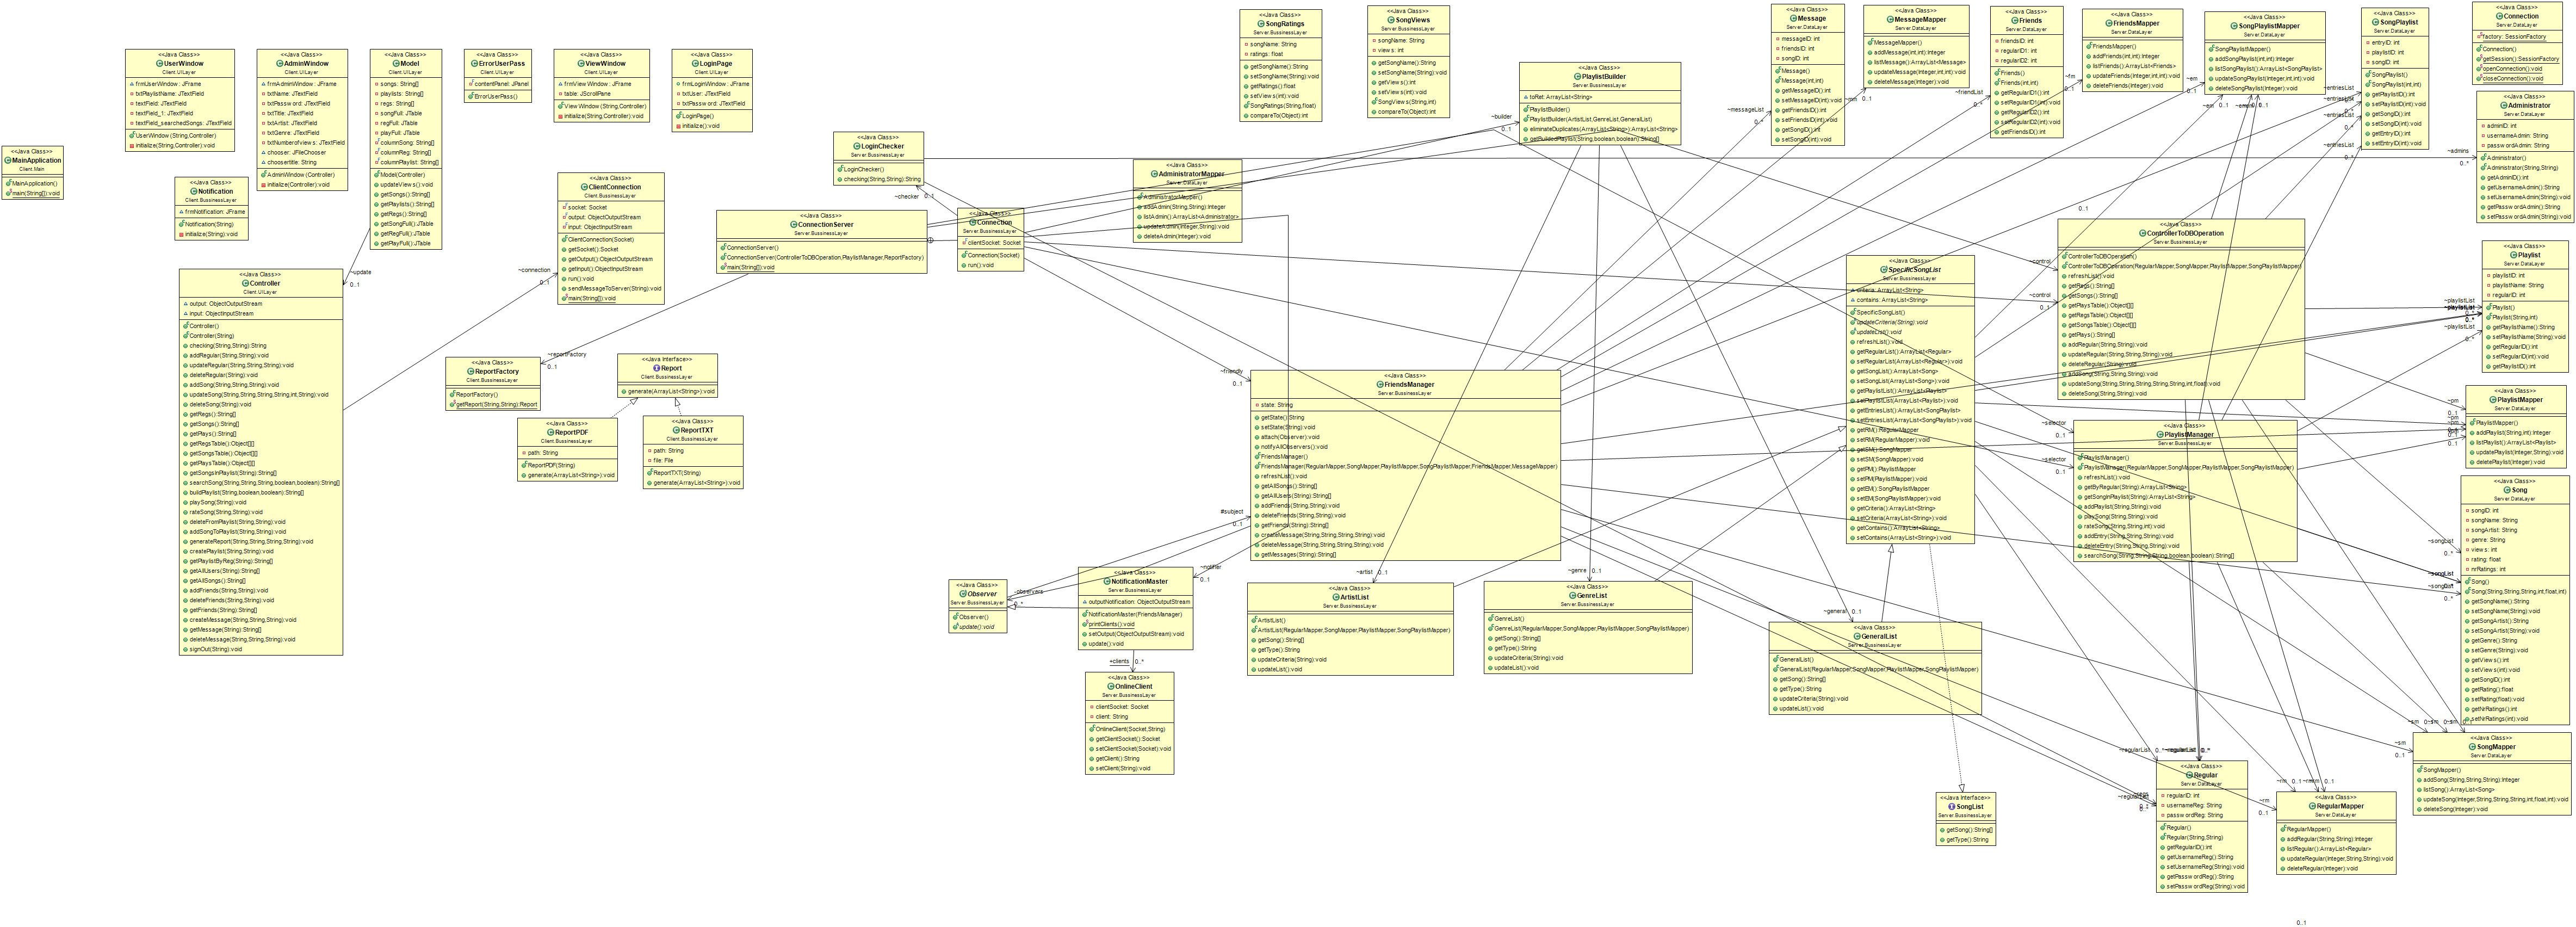 <<Java Class>>
MainApplication
Client.Main
MainApplication()
main(String[]):void
<<Java Class>>
UserWindow
Client.UILayer
frmUserWindow: JFrame
txtPlaylistName: JTextField
textField: JTextField
textField_1: JTextField
textField_searchedSongs: JTextField
UserWindow(String,Controller)
initialize(String,Controller):void
<<Java Class>>
AdminWindow
Client.UILayer
frmAdminWindow: JFrame
txtName: JTextField
txtPassword: JTextField
txtTitle: JTextField
txtArtist: JTextField
txtGenre: JTextField
txtNumberofviews: JTextField
chooser: JFileChooser
choosertitle: String
AdminWindow(Controller)
initialize(Controller):void
<<Java Class>>
Model
Client.UILayer
songs: String[]
playlists: String[]
regs: String[]
songFull: JTable
regFull: JTable
playFull: JTable
columnSong: String[]
columnReg: String[]
columnPlaylist: String[]
Model(Controller)
updateViews():void
getSongs():String[]
getPlaylists():String[]
getRegs():String[]
getSongFull():JTable
getRegFull():JTable
getPlayFull():JTable
<<Java Class>>
ErrorUserPass
Client.UILayer
contentPanel: JPanel
ErrorUserPass()
<<Java Class>>
ViewWindow
Client.UILayer
frmViewWindow: JFrame
table: JScrollPane
ViewWindow(String,Controller)
initialize(String,Controller):void
<<Java Class>>
LoginPage
Client.UILayer
frmLoginWindow: JFrame
txtUser: JTextField
txtPassword: JTextField
LoginPage()
initialize():void
<<Java Class>>
Notification
Client.BussinessLayer
frmNotification: JFrame
Notification(String)
initialize(String):void
<<Java Class>>
ClientConnection
Client.BussinessLayer
socket: Socket
output: ObjectOutputStream
input: ObjectInputStream
ClientConnection(Socket)
getSocket():Socket
getOutput():ObjectOutputStream
getInput():ObjectInputStream
run():void
sendMessageToServer(String):void
main(String[]):void
~update
0..1
~connection
0..1
<<Java Class>>
Controller
Client.UILayer
output: ObjectOutputStream
input: ObjectInputStream
Controller()
Controller(String)
checking(String,String):String
addRegular(String,String):void
updateRegular(String,String,String):void
deleteRegular(String):void
addSong(String,String,String):void
updateSong(String,String,String,String,int,String):void
deleteSong(String):void
getRegs():String[]
getSongs():String[]
getPlays():String[]
getRegsTable():Object[][]
getSongsTable():Object[][]
getPlaysTable():Object[][]
getSongsInPlaylist(String):String[]
searchSong(String,String,String,boolean,boolean):String[]
buildPlaylist(String,boolean,boolean):String[]
playSong(String):void
rateSong(String,String):void
deleteFromPlaylist(String,String):void
addSongToPlaylist(String,String):void
generateReport(String,String,String,String):void
createPlaylist(String,String):void
getPlaylistByReg(String):String[]
getAllUsers(String):String[]
getAllSongs():String[]
addFriends(String,String):void
deleteFriends(String,String):void
getFriends(String):String[]
createMessage(String,String,String):void
getMessage(String):String[]
deleteMessage(String,String,String):void
signOut(String):void
<<Java Class>>
ReportFactory
Client.BussinessLayer
ReportFactory()
getReport(String,String):Report
~reportFactory
0..1
<<Java Interface>>
Report
Client.BussinessLayer
generate(ArrayList<String>):void
<<Java Class>>
ReportPDF
Client.BussinessLayer
path: String
ReportPDF(String)
generate(ArrayList<String>):void
<<Java Class>>
ReportTXT
Client.BussinessLayer
path: String
file: File
ReportTXT(String)
generate(ArrayList<String>):void
<<Java Class>>
LoginChecker
Server.BussinessLayer
LoginChecker()
checking(String,String):String
~checker
0..1
<<Java Class>>
ConnectionServer
Server.BussinessLayer
ConnectionServer()
ConnectionServer(ControllerToDBOperation,PlaylistManager,ReportFactory)
main(String[]):void
<<Java Class>>
Connection
Server.BussinessLayer
clientSocket: Socket
Connection(Socket)
run():void
<<Java Class>>
AdministratorMapper
Server.DataLayer
AdministratorMapper()
addAdmin(String,String):Integer
listAdmin():ArrayList<Administrator>
updateAdmin(Integer,String):void
deleteAdmin(Integer):void
<<Java Class>>
SongRatings
Server.BussinessLayer
songName: String
ratings: float
getSongName():String
setSongName(String):void
getRatings():float
setViews(int):void
SongRatings(String,float)
compareTo(Object):int
<<Java Class>>
SongViews
Server.BussinessLayer
songName: String
views: int
getSongName():String
setSongName(String):void
getViews():int
setViews(int):void
SongViews(String,int)
compareTo(Object):int
<<Java Class>>
PlaylistBuilder
Server.BussinessLayer
toRet: ArrayList<String>
PlaylistBuilder()
PlaylistBuilder(ArtistList,GenreList,GeneralList)
eliminateDuplicates(ArrayList<String>):ArrayList<String>
getBuildedPlaylist(String,boolean,boolean):String[]
~builder
0..1
<<Java Class>>
Message
Server.DataLayer
messageID: int
friendsID: int
songID: int
Message()
Message(int,int)
getMessageID():int
setMessageID(int):void
getFriendsID():int
setFriendsID(int):void
getSongID():int
setSongID(int):void
~messageList
0..*
<<Java Class>>
MessageMapper
Server.DataLayer
MessageMapper()
addMessage(int,int):Integer
listMessage():ArrayList<Message>
updateMessage(Integer,int,int):void
deleteMessage(Integer):void
~mm
0..1
<<Java Class>>
Friends
Server.DataLayer
friendsID: int
regularID1: int
regularID2: int
Friends()
Friends(int,int)
getRegularID1():int
setRegularID1(int):void
getRegularID2():int
setRegularID2(int):void
getFriendsID():int
~friendList
0..*
<<Java Class>>
FriendsMapper
Server.DataLayer
FriendsMapper()
addFriends(int,int):Integer
listFriends():ArrayList<Friends>
updateFriends(Integer,int,int):void
deleteFriends(Integer):void
~fm
0..1
<<Java Class>>
SongPlaylistMapper
Server.DataLayer
SongPlaylistMapper()
addSongPlaylist(int,int):Integer
listSongPlaylist():ArrayList<SongPlaylist>
updateSongPlaylist(Integer,int,int):void
deleteSongPlaylist(Integer):void
~em
0..1
<<Java Class>>
SongPlaylist
Server.DataLayer
entryID: int
playlistID: int
songID: int
SongPlaylist()
SongPlaylist(int,int)
getPlaylistID():int
setPlaylistID(int):void
getSongID():int
setSongID(int):void
getEntryID():int
setEntryID(int):void
~entriesList
0..*
<<Java Class>>
Connection
Server.DataLayer
factory: SessionFactory
Connection()
getSession():SessionFactory
openConnection():void
closeConnection():void
<<Java Class>>
Administrator
Server.DataLayer
adminID: int
usernameAdmin: String
passwordAdmin: String
Administrator()
Administrator(String,String)
getAdminID():int
getUsernameAdmin():String
setUsernameAdmin(String):void
getPasswordAdmin():String
setPasswordAdmin(String):void
~admins
0..*
<<Java Class>>
ControllerToDBOperation
Server.BussinessLayer
ControllerToDBOperation()
ControllerToDBOperation(RegularMapper,SongMapper,PlaylistMapper,SongPlaylistMapper)
refreshList():void
getRegs():String[]
getSongs():String[]
getPlaysTable():Object[][]
getRegsTable():Object[][]
getSongsTable():Object[][]
getPlays():String[]
addRegular(String,String):void
updateRegular(String,String,String):void
deleteRegular(String):void
addSong(String,String,String):void
updateSong(String,String,String,String,String,int,float):void
deleteSong(String,String):void
~control
0..1
~control
0..1
<<Java Class>>
SpecificSongList
Server.BussinessLayer
criteria: ArrayList<String>
contains: ArrayList<String>
SpecificSongList()
updateCriteria(String):void
updateList():void
refreshList():void
getRegularList():ArrayList<Regular>
setRegularList(ArrayList<Regular>):void
getSongList():ArrayList<Song>
setSongList(ArrayList<Song>):void
getPlaylistList():ArrayList<Playlist>
setPlaylistList(ArrayList<Playlist>):void
getEntriesList():ArrayList<SongPlaylist>
setEntriesList(ArrayList<SongPlaylist>):void
getRM():RegularMapper
setRM(RegularMapper):void
getSM():SongMapper
setSM(SongMapper):void
getPM():PlaylistMapper
setPM(PlaylistMapper):void
getEM():SongPlaylistMapper
setEM(SongPlaylistMapper):void
getCriteria():ArrayList<String>
setCriteria(ArrayList<String>):void
getContains():ArrayList<String>
setContains(ArrayList<String>):void
<<Java Class>>
Playlist
Server.DataLayer
playlistID: int
playlistName: String
regularID: int
Playlist()
Playlist(String,int)
getPlaylistName():String
setPlaylistName(String):void
getRegularID():int
setRegularID(int):void
getPlaylistID():int
~playlistList
0..*
<<Java Class>>
PlaylistMapper
Server.DataLayer
PlaylistMapper()
addPlaylist(String,int):Integer
listPlaylist():ArrayList<Playlist>
updatePlaylist(Integer,String):void
deletePlaylist(Integer):void
~pm
0..1
<<Java Class>>
PlaylistManager
Server.BussinessLayer
PlaylistManager()
PlaylistManager(RegularMapper,SongMapper,PlaylistMapper,SongPlaylistMapper)
refreshList():void
getByRegular(String):ArrayList<String>
getSongInPlaylist(String):ArrayList<String>
addPlaylist(String,String):void
playSong(String):void
rateSong(String,String,int):void
addEntry(String,String,String):void
deleteEntry(String,String):void
searchSong(String,String,String,boolean,boolean):String[]
~selector
0..1
~selector
0..1
<<Java Class>>
FriendsManager
Server.BussinessLayer
state: String
getState():String
setState(String):void
attach(Observer):void
notifyAllObservers():void
FriendsManager()
FriendsManager(RegularMapper,SongMapper,PlaylistMapper,SongPlaylistMapper,FriendsMapper,MessageMapper)
refreshList():void
getAllSongs():String[]
getAllUsers(String):String[]
addFriends(String,String):void
deleteFriends(String,String):void
getFriends(String):String[]
createMessage(String,String,String,String):void
deleteMessage(String,String,String,String):void
getMessages(String):String[]
~friendly
0..1
<<Java Class>>
Song
Server.DataLayer
songID: int
songName: String
songArtist: String
genre: String
views: int
rating: float
nrRatings: int
Song()
Song(String,String,String,int,float,int)
getSongName():String
setSongName(String):void
getSongArtist():String
setSongArtist(String):void
getGenre():String
setGenre(String):void
getViews():int
setViews(int):void
getSongID():int
getRating():float
setRating(float):void
getNrRatings():int
setNrRatings(int):void
~songList
0..*
<<Java Class>>
Observer
Server.BussinessLayer
Observer()
update():void
#subject
0..1
~observers
0..*
<<Java Class>>
NotificationMaster
Server.BussinessLayer
outputNotification: ObjectOutputStream
NotificationMaster(FriendsManager)
printClients():void
setOutput(ObjectOutputStream):void
update():void
~notifier
0..1
+clients
0..*
<<Java Class>>
OnlineClient
Server.BussinessLayer
clientSocket: Socket
client: String
OnlineClient(Socket,String)
getClientSocket():Socket
setClientSocket(Socket):void
getClient():String
setClient(String):void
~artist
0..1
<<Java Class>>
ArtistList
Server.BussinessLayer
ArtistList()
ArtistList(RegularMapper,SongMapper,PlaylistMapper,SongPlaylistMapper)
getSong():String[]
getType():String
updateCriteria(String):void
updateList():void
~genre
0..1
<<Java Class>>
GenreList
Server.BussinessLayer
GenreList()
GenreList(RegularMapper,SongMapper,PlaylistMapper,SongPlaylistMapper)
getSong():String[]
getType():String
updateCriteria(String):void
updateList():void
~general
0..1
<<Java Class>>
GeneralList
Server.BussinessLayer
GeneralList()
GeneralList(RegularMapper,SongMapper,PlaylistMapper,SongPlaylistMapper)
getSong():String[]
getType():String
updateCriteria(String):void
updateList():void
<<Java Interface>>
SongList
Server.BussinessLayer
getSong():String[]
getType():String
<<Java Class>>
Regular
Server.DataLayer
regularID: int
usernameReg: String
passwordReg: String
Regular()
Regular(String,String)
getRegularID():int
getUsernameReg():String
setUsernameReg(String):void
getPasswordReg():String
setPasswordReg(String):void
~regularList
0..*
<<Java Class>>
RegularMapper
Server.DataLayer
RegularMapper()
addRegular(String,String):Integer
listRegular():ArrayList<Regular>
updateRegular(Integer,String,String):void
deleteRegular(Integer):void
~rm
0..1
<<Java Class>>
SongMapper
Server.DataLayer
SongMapper()
addSong(String,String,String):Integer
listSong():ArrayList<Song>
updateSong(Integer,String,String,String,int,float,int):void
deleteSong(Integer):void
~sm
0..1
0..1